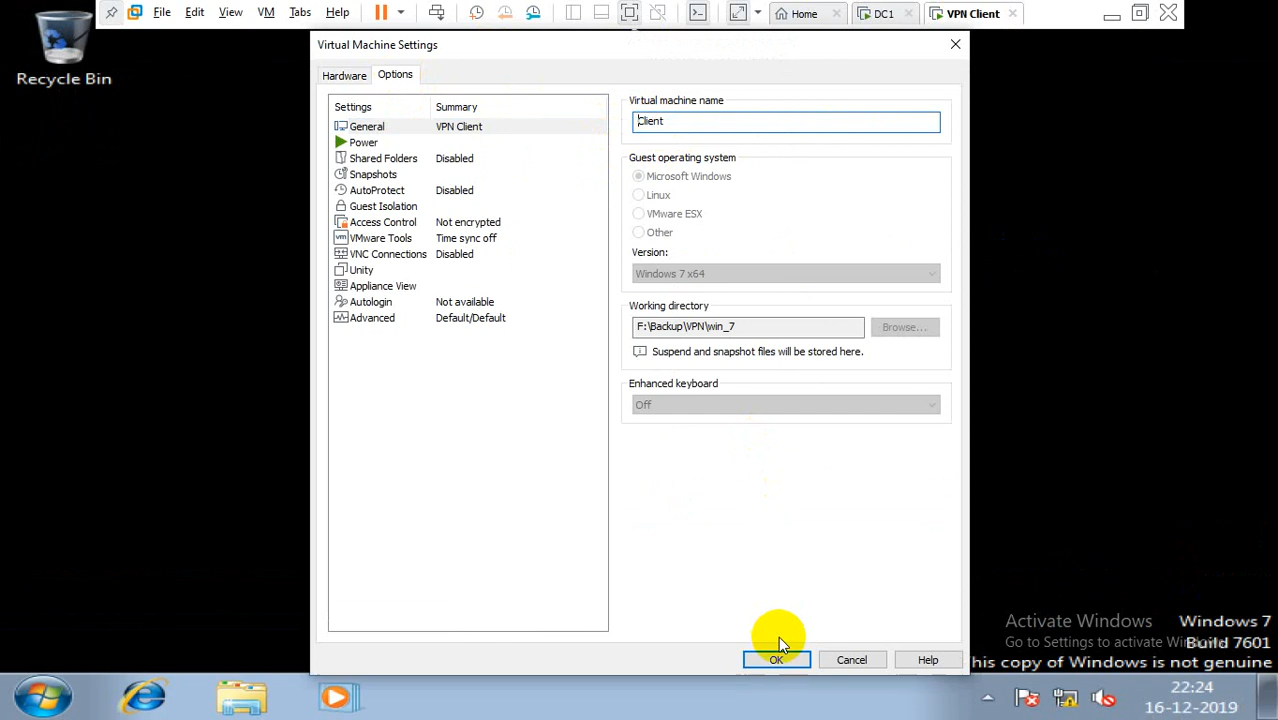 File Edit View VM Tabs Help Home DC1 VPN Client
Recycle Bin
Virtual Machine Settings
Hardware Options
Settings Summary
General VPN Client
Power
Shared Folders Disabled
Snapshots
AutoProtect Disabled
Guest Isolation
Access Control Not encrypted
VMware Tools Time sync off
VNC Connections Disabled
Unity
Appliance View
Autologin Not available
Advanced Default/Default
Virtual machine name
Client
Guest operating system
Microsoft Windows
Linux
VMware ESX
Other
Version:
Windows 7 x64
Working directory
F:\Backup\VPN\win_7 Browse...
Suspend and snapshot files will be stored here.
Enhanced keyboard
Off
OK Cancel Help
Activate Windows
Go to Settings to activate
Windows 7
Build 7601
his copy of Windows is not genuine
22:24
16-12-2019